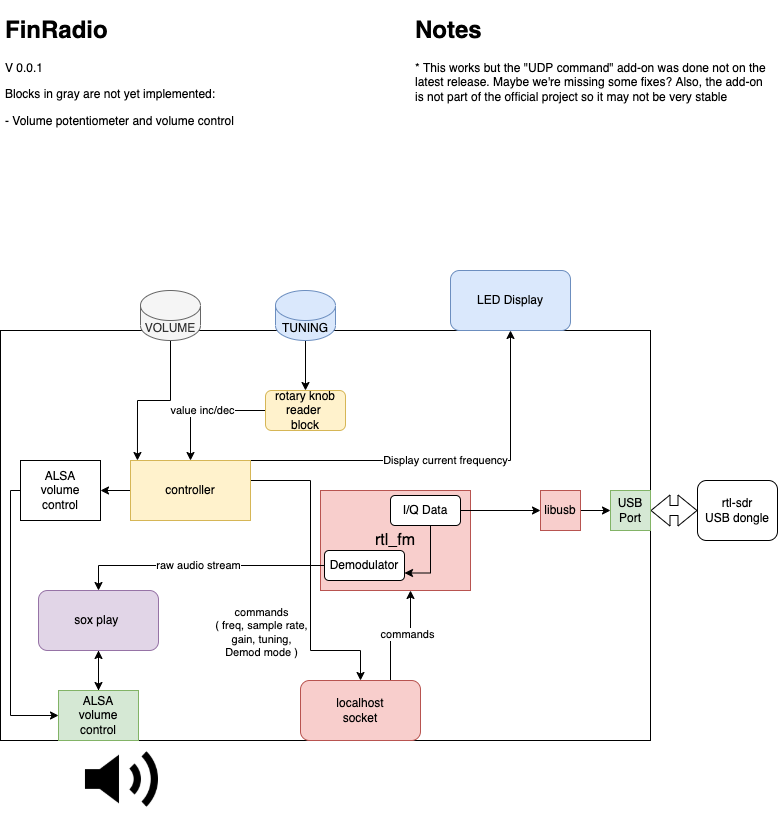 FinRadio
V 0.0.1
Blocks in gray are not yet implemented:
- Volume potentiometer and volume control
Notes
* This works but the "UDP command" add-on was done not on the
latest release. Maybe we're missing some fixes? Also, the add-on
is not part of the official project so it may not be very stable
VOLUME
TUNING
LED Display
rotary knob
reader
block
value inc/dec
Display current frequency
ALSA
volume
control
controller
I/Q Data
rtl_fm
Demodulator
libusb
USB
Port
rtl-sdr
USB dongle
raw audio stream
sox play
commands
( freq, sample rate,
gain, tuning,
Demod mode )
commands
ALSA
volume
control
localhost
socket